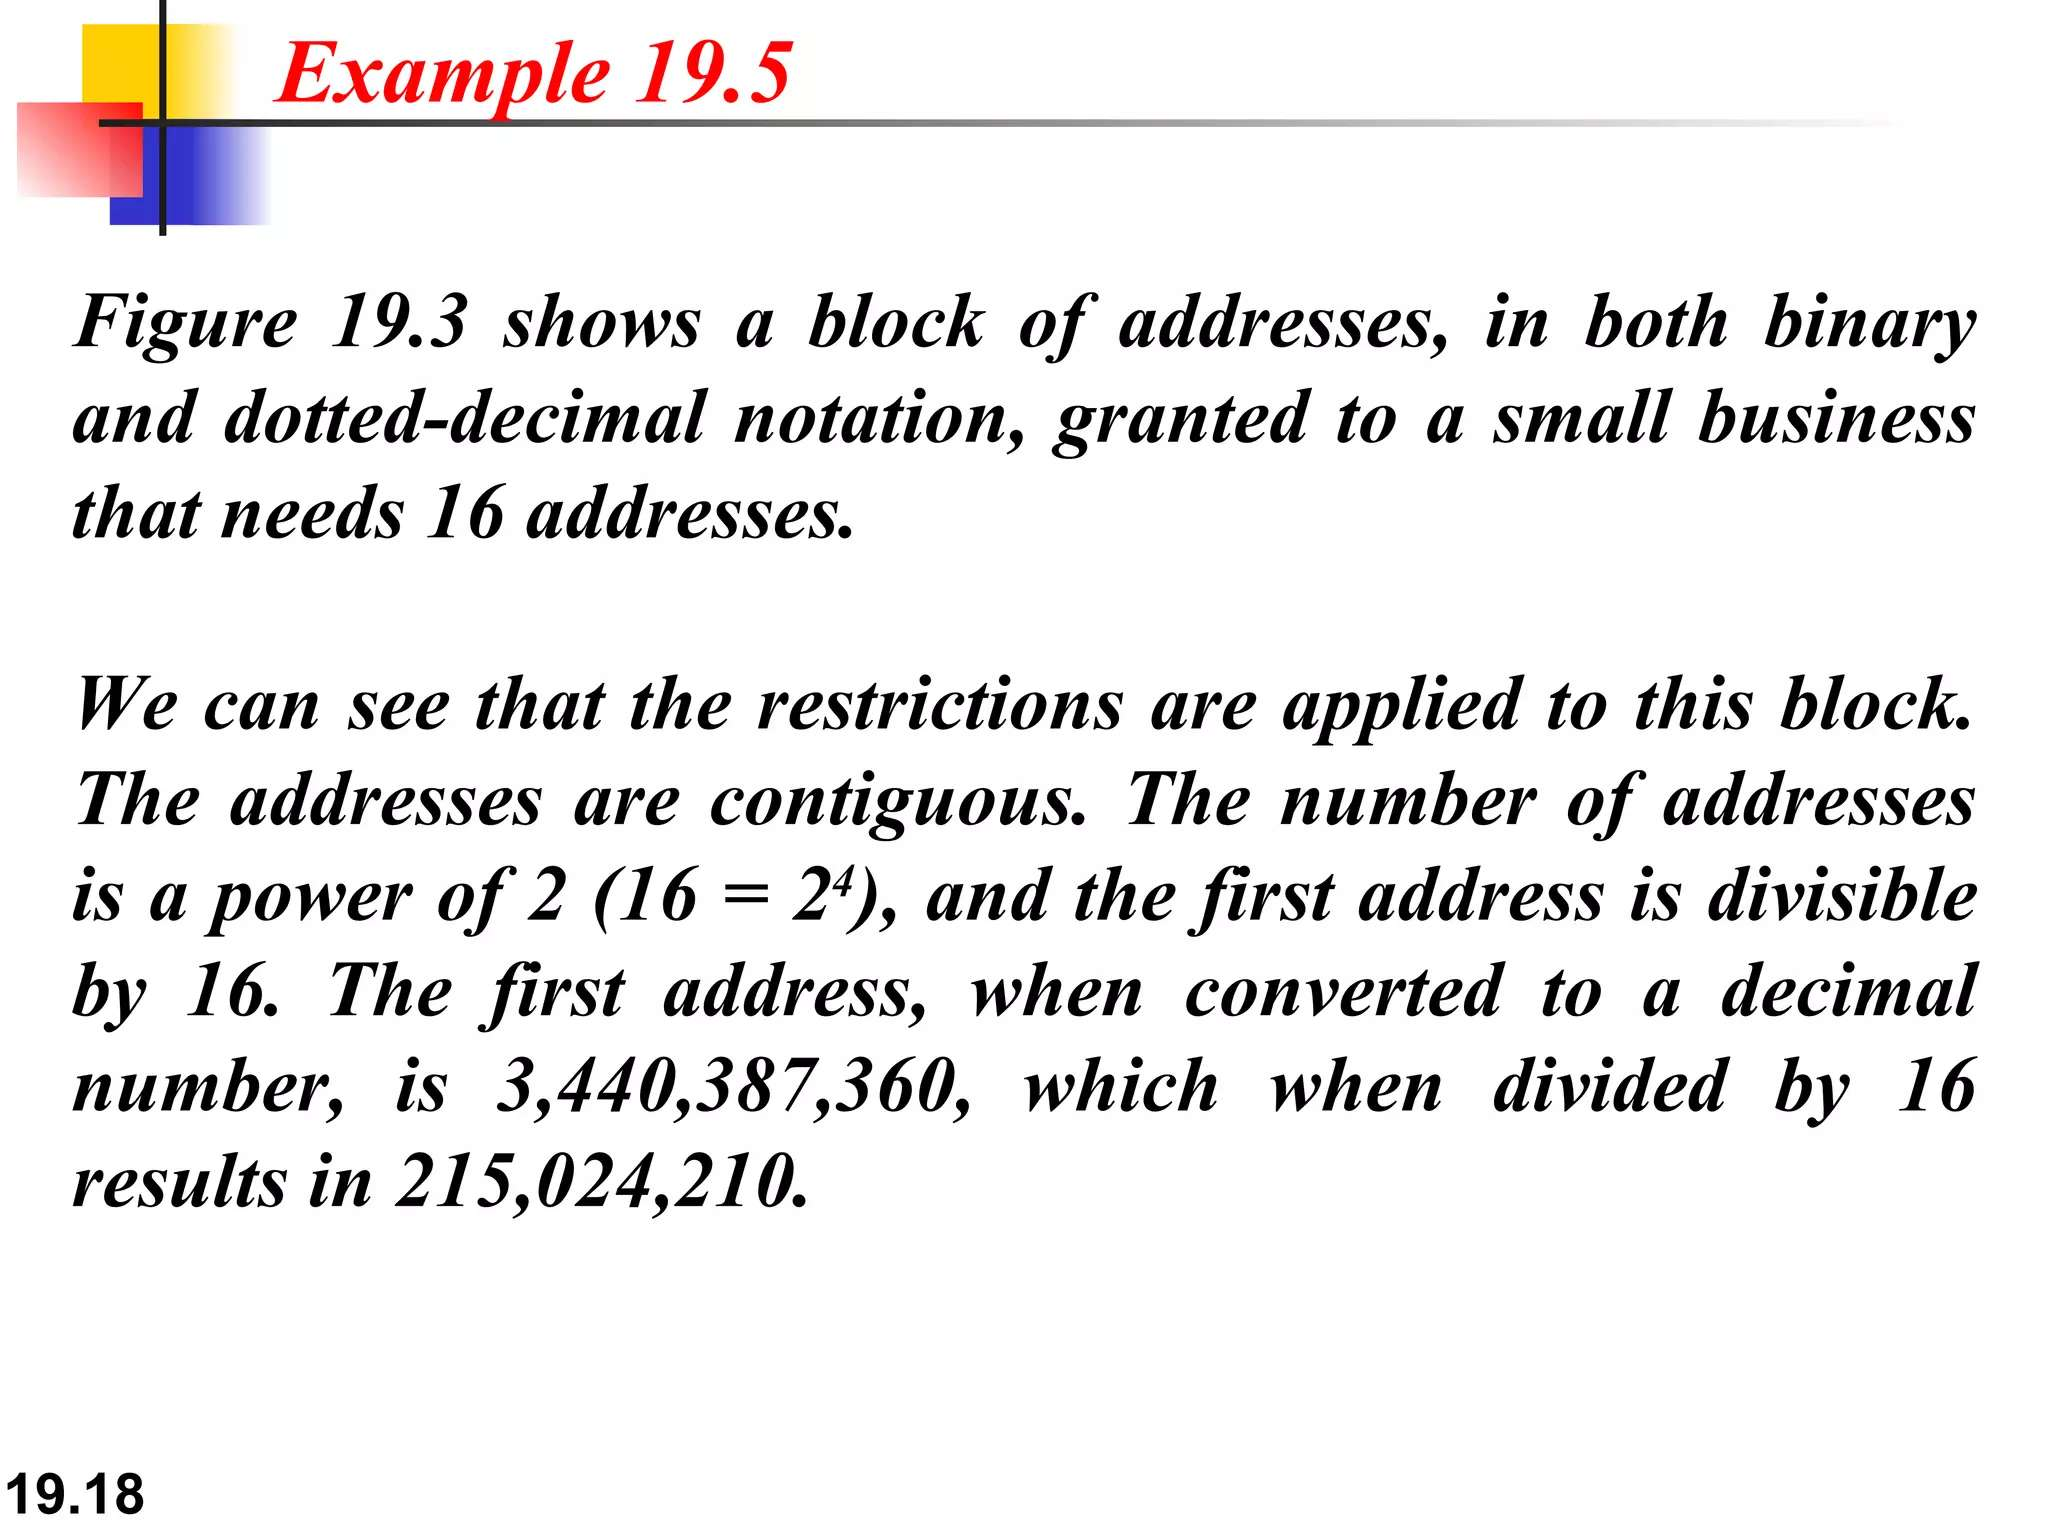 Example 19.5
Figure 19.3 shows a block of addresses, in both binary
and dotted-decimal notation, granted to a small business
that needs 16 addresses.
We can see that the restrictions are applied to this block.
The addresses are contiguous. The number of addresses
is a power of 2 (16 = 2⁴), and the first address is divisible
by 16. The first address, when converted to a decimal
number, is 3,440,387,360, which when divided by 16
results in 215,024,210.
19.18